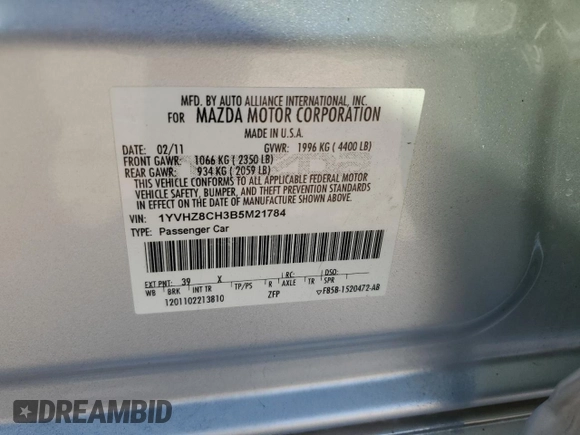 MFD. BY AUTO ALLIANCE INTERNATIONAL, INC.
FOR MAZDA MOTOR CORPORATION
MADE IN U.S.A.
DATE: 02/11 GVWR: 1996 KG ( 4400 LB)
FRONT GAWR: 1066 KG ( 2350 LB)
REAR GAWR: 934 KG ( 2059 LB)
THIS VEHICLE CONFORMS TO ALL APPLICABLE FEDERAL MOTOR
VEHICLE SAFETY, BUMPER, AND THEFT PREVENTION STANDARDS
IN EFFECT ON THE DATE OF MANUFACTURE SHOWN ABOVE.
VIN: 1YVHZ8CH3B5M21784
TYPE: Passenger Car
EXT PNT: 39 X RC: DSO:
WB BRK INT TR TP/PS R AXLE TR SPR
1201102213810 ZFP ▽F85B-1520472-AB
DREAMBID